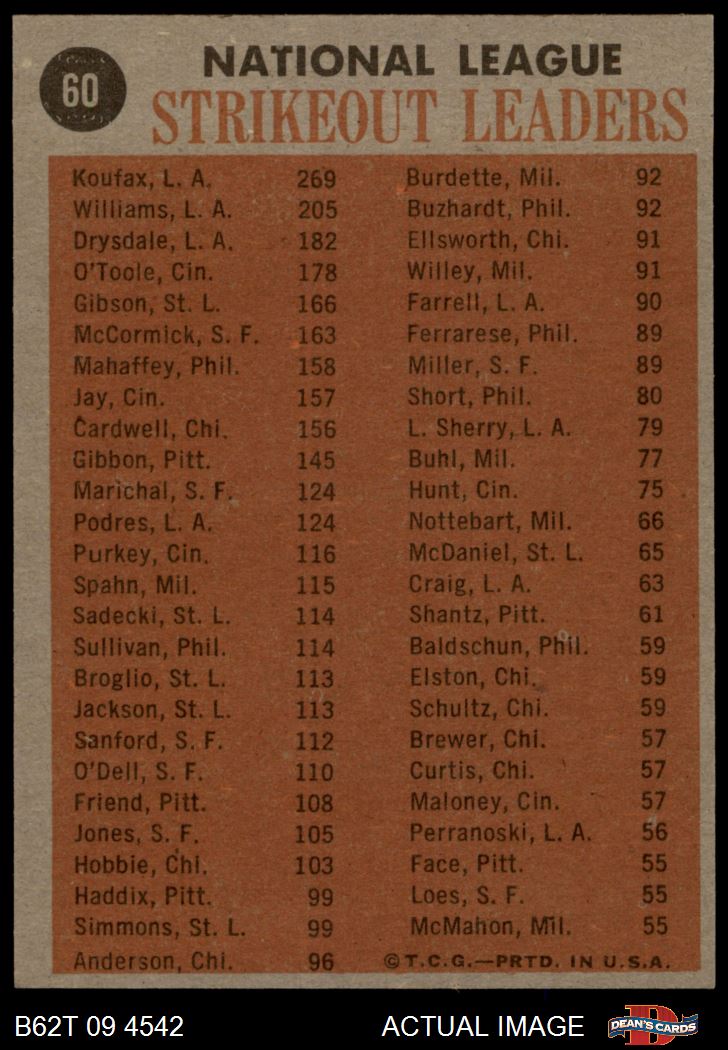 60
NATIONAL LEAGUE
STRIKEOUT LEADERS
Koufax, L. A. 269
Williams, L. A. 205
Drysdale, L. A. 182
O'Toole, Cin. 178
Gibson, St. L. 166
McCormick, S. F. 163
Mahaffey, Phil. 158
Jay, Cin. 157
Cardwell, Chi. 156
Gibbon, Pitt. 145
Marichal, S. F. 124
Podres, L. A. 124
Purkey, Cin. 116
Spahn, Mil. 115
Sadecki, St. L. 114
Sullivan, Phil. 114
Broglio, St. L. 113
Jackson, St. L. 113
Sanford, S. F. 112
O'Dell, S. F. 110
Friend, Pitt. 108
Jones, S. F. 105
Hobbie, Chi. 103
Haddix, Pitt. 99
Simmons, St. L. 99
Anderson, Chi. 96
Burdette, Mil. 92
Buzhardt, Phil. 92
Ellsworth, Chi. 91
Willey, Mil. 91
Farrell, L. A. 90
Ferrarese, Phil. 89
Miller, S. F. 89
Short, Phil. 80
L. Sherry, L. A. 79
Buhl, Mil. 77
Hunt, Cin. 75
Nottebart, Mil. 66
McDaniel, St. L. 65
Craig, L. A. 63
Shantz, Pitt. 61
Baldschun, Phil. 59
Elston, Chi. 59
Schultz, Chi. 59
Brewer, Chi. 57
Curtis, Chi. 57
Maloney, Cin. 57
Perranoski, L. A. 56
Face, Pitt. 55
Loes, S. F. 55
McMahon, Mil. 55
©T.C.G.—PRTD. IN U.S.A.
B62T 09 4542 ACTUAL IMAGE
D
DEAN'S CARDS